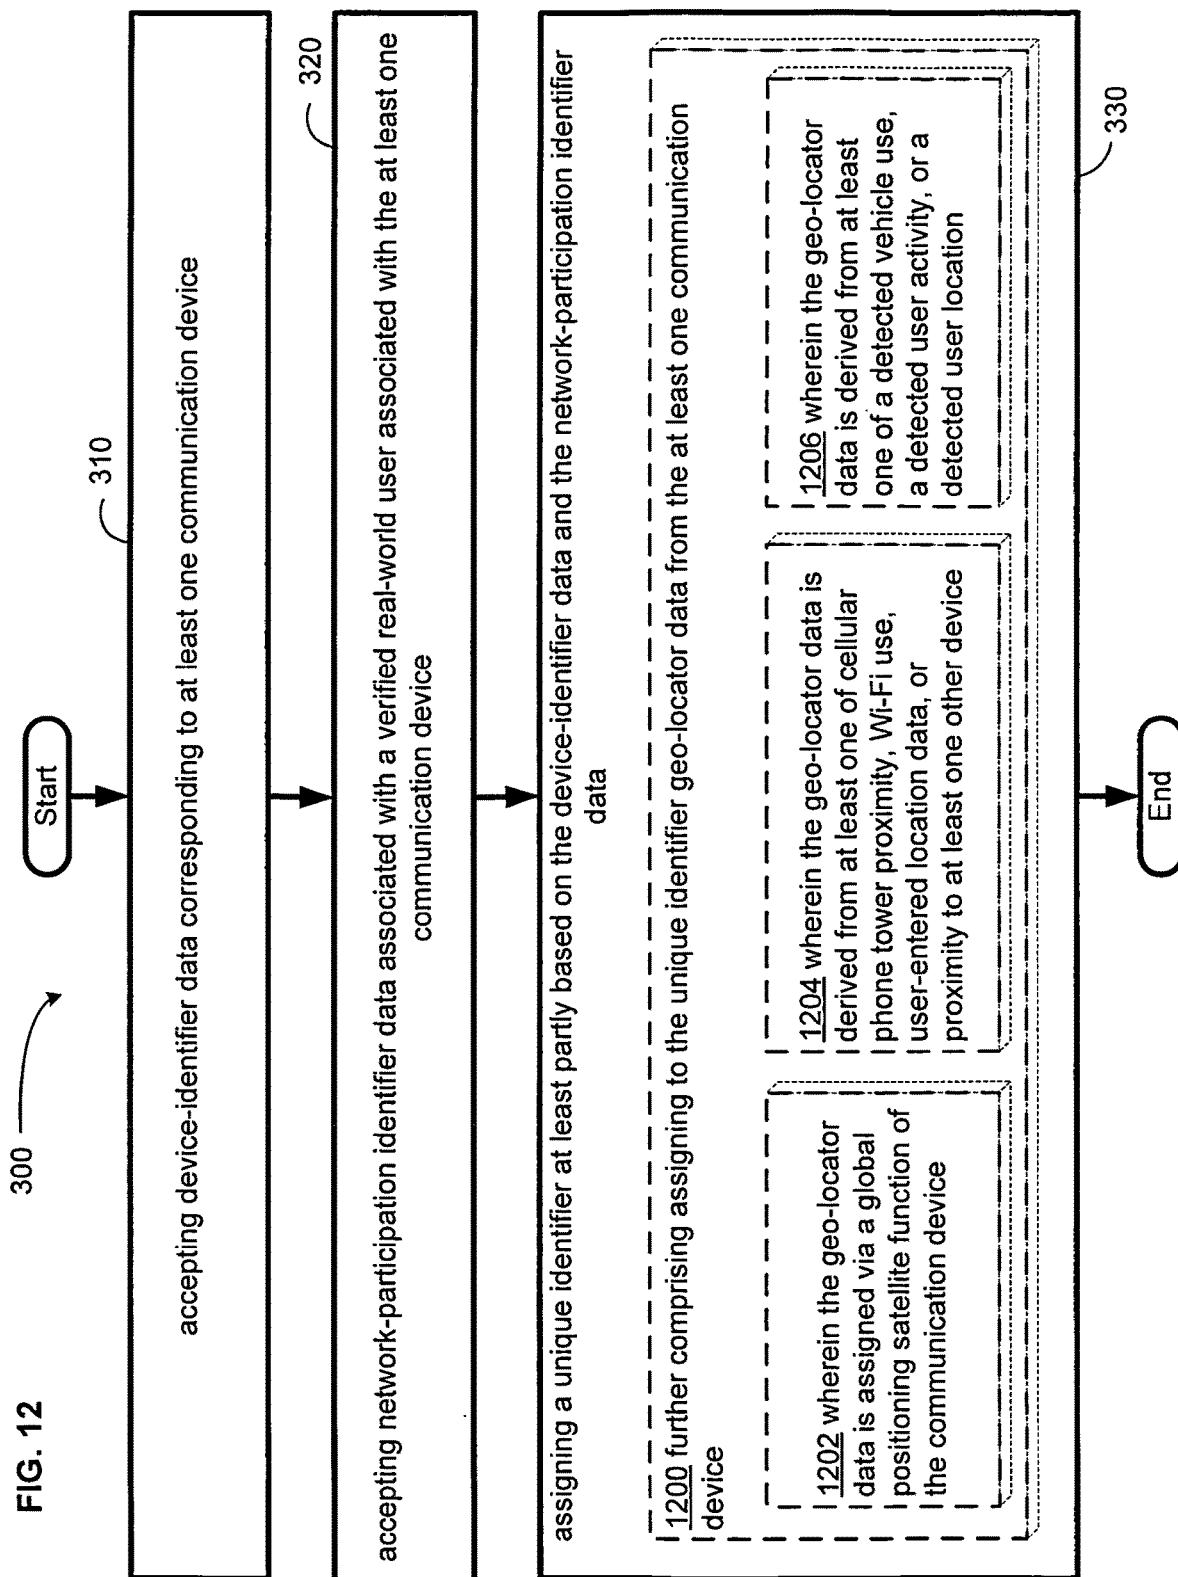 FIG. 12
300
Start
310
accepting device-identifier data corresponding to at least one communication device
320
accepting network-participation identifier data associated with a verified real-world user associated with the at least one
communication device
assigning a unique identifier at least partly based on the device-identifier data and the network-participation identifier
data
1200 further comprising assigning to the unique identifier geo-locator data from the at least one communication
device
1202 wherein the geo-locator
data is assigned via a global
positioning satellite function of
the communication device
1204 wherein the geo-locator data is
derived from at least one of cellular
phone tower proximity, Wi-Fi use,
user-entered location data, or
proximity to at least one other device
1206 wherein the geo-locator
data is derived from at least
one of a detected vehicle use,
a detected user activity, or a
detected user location
330
End